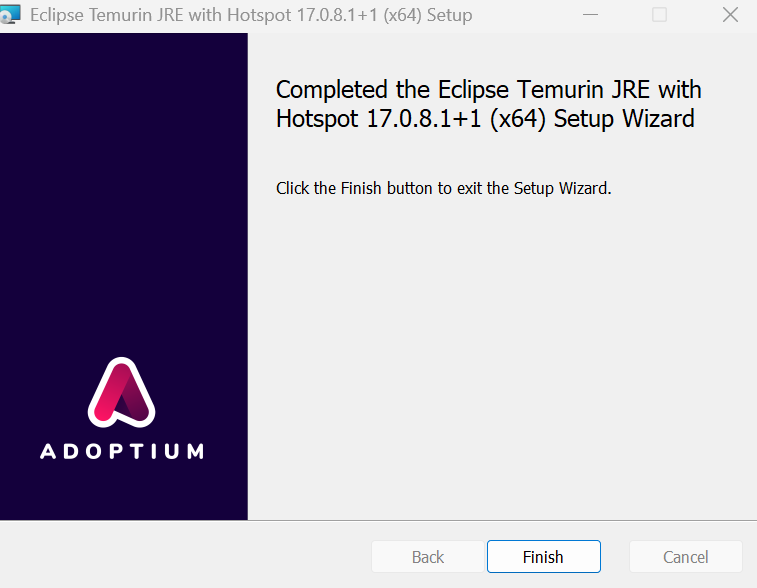 Eclipse Temurin JRE with Hotspot 17.0.8.1+1 (x64) Setup
Completed the Eclipse Temurin JRE with
Hotspot 17.0.8.1+1 (x64) Setup Wizard
Click the Finish button to exit the Setup Wizard.
ADOPTIUM
Back
Finish
Cancel